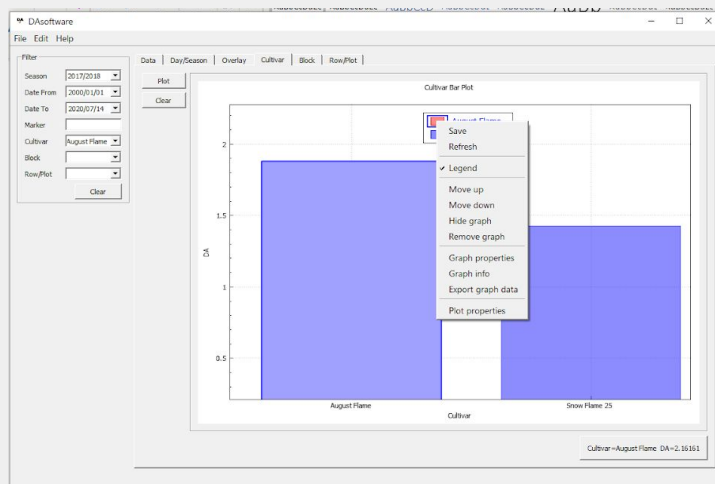 DAsoftware
File Edit Help
Filter
Season 2017/2018
Date From 2000/01/01
Date To 2020/07/14
Marker
Cultivar August Flame
Block
Row/Plot
Clear
Data Day/Season Overlay Cultivar Block Row/Plot
Plot
Clear
Cultivar Bar Plot
August Flame
Save
Refresh
Legend
Move up
Move down
Hide graph
Remove graph
Graph properties
Graph info
Export graph data
Plot properties
2
1.5
DA
1
0.5
August Flame Snow Flame 25
Cultivar
Cultivar=August Flame DA=2.16161